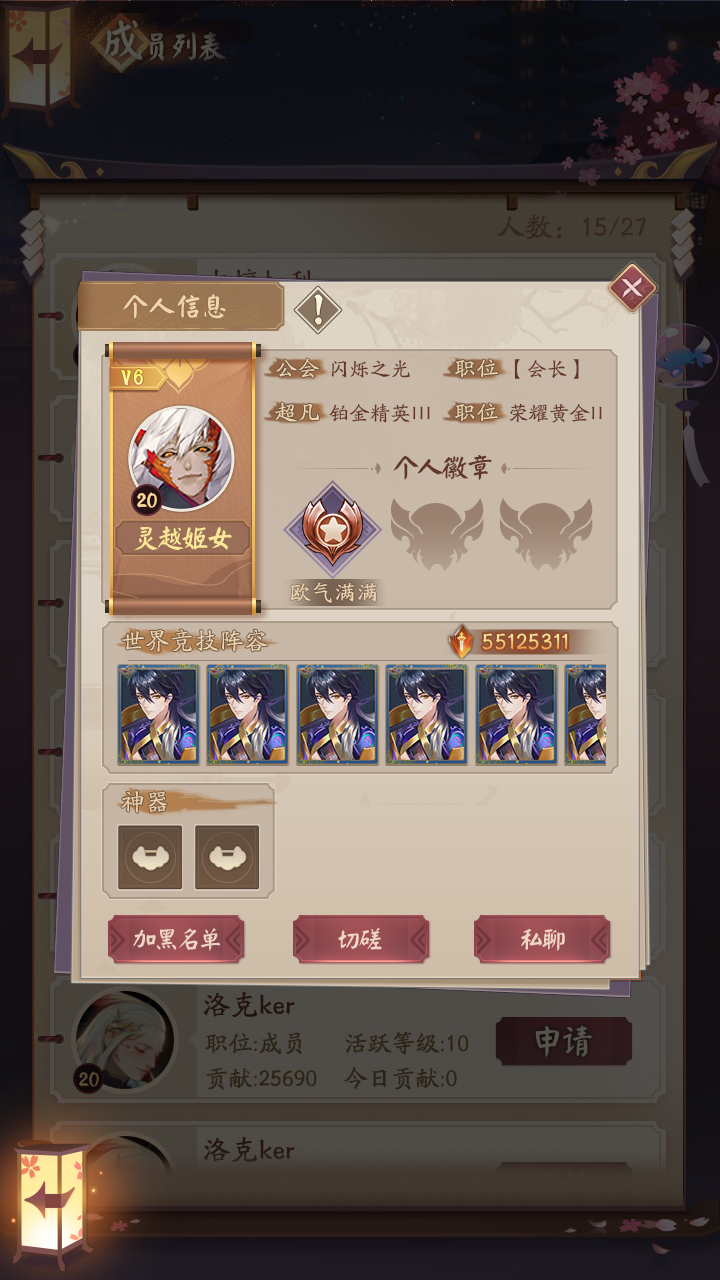 成员列表
人数：15/27
个人信息
!
V6
公会 闪烁之光 职位【会长】
超凡 铂金精英III 职位 荣耀黄金II
个人徽章
20
灵越姬女
欧气满满
世界竞技阵容 55125311
神器
加黑名单 切磋 私聊
洛克ker
职位:成员 活跃等级:10 申请
20
贡献:25690 今日贡献:0
洛克ker